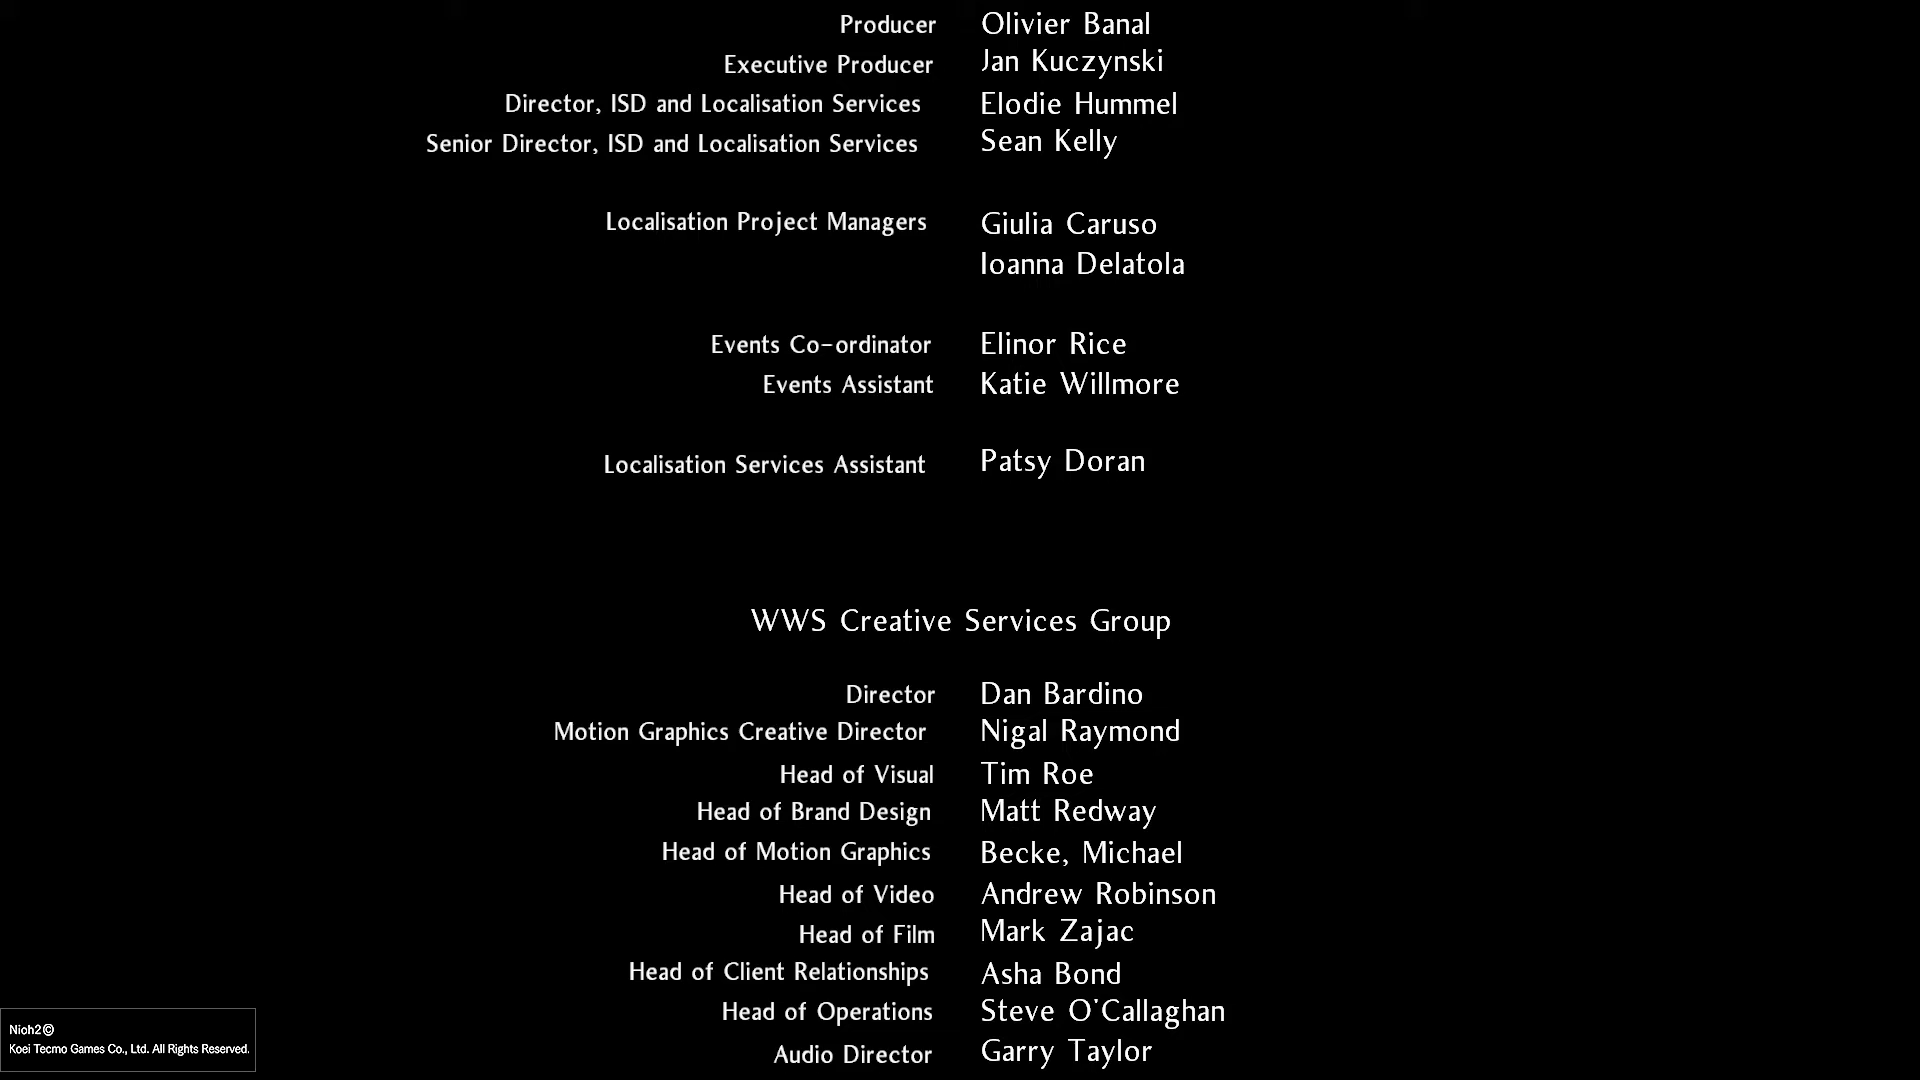 Producer Olivier Banal
Executive Producer Jan Kuczynski
Director, ISD and Localisation Services Elodie Hummel
Senior Director, ISD and Localisation Services Sean Kelly
Localisation Project Managers Giulia Caruso
Ioanna Delatola
Events Co-ordinator Elinor Rice
Events Assistant Katie Willmore
Localisation Services Assistant Patsy Doran
WWS Creative Services Group
Director Dan Bardino
Motion Graphics Creative Director Nigal Raymond
Head of Visual Tim Roe
Head of Brand Design Matt Redway
Head of Motion Graphics Becke, Michael
Head of Video Andrew Robinson
Head of Film Mark Zajac
Head of Client Relationships Asha Bond
Head of Operations Steve O'Callaghan
Audio Director Garry Taylor
Nioh2©
Koei Tecmo Games Co., Ltd. All Rights Reserved.